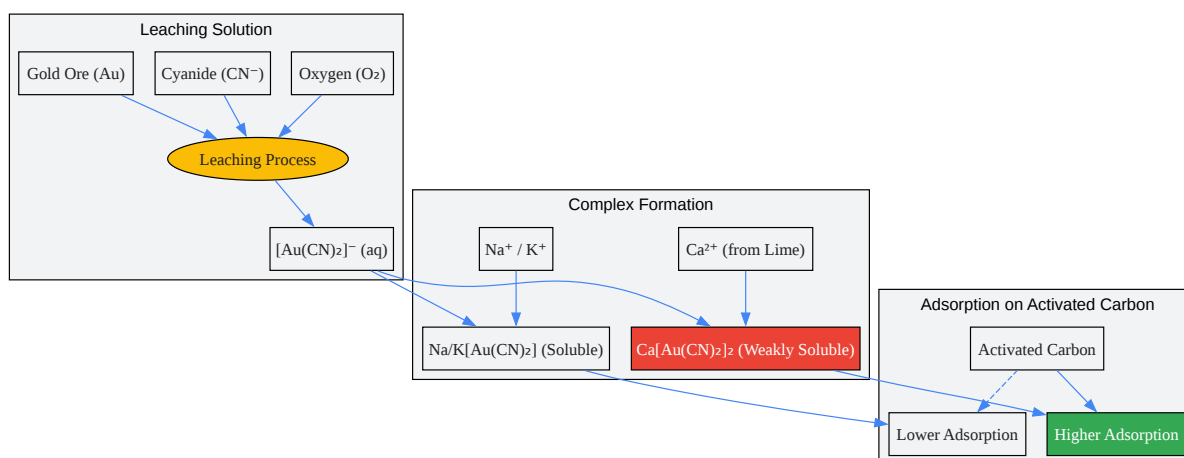 Leaching Solution
Gold Ore (Au)
Cyanide (CN⁻)
Oxygen (O₂)
Leaching Process
[Au(CN)₂]⁻ (aq)
Complex Formation
Na⁺ / K⁺
Ca²⁺ (from Lime)
Na/K[Au(CN)₂] (Soluble)
Ca[Au(CN)₂]₂ (Weakly Soluble)
Adsorption on Activated Carbon
Activated Carbon
Lower Adsorption
Higher Adsorption